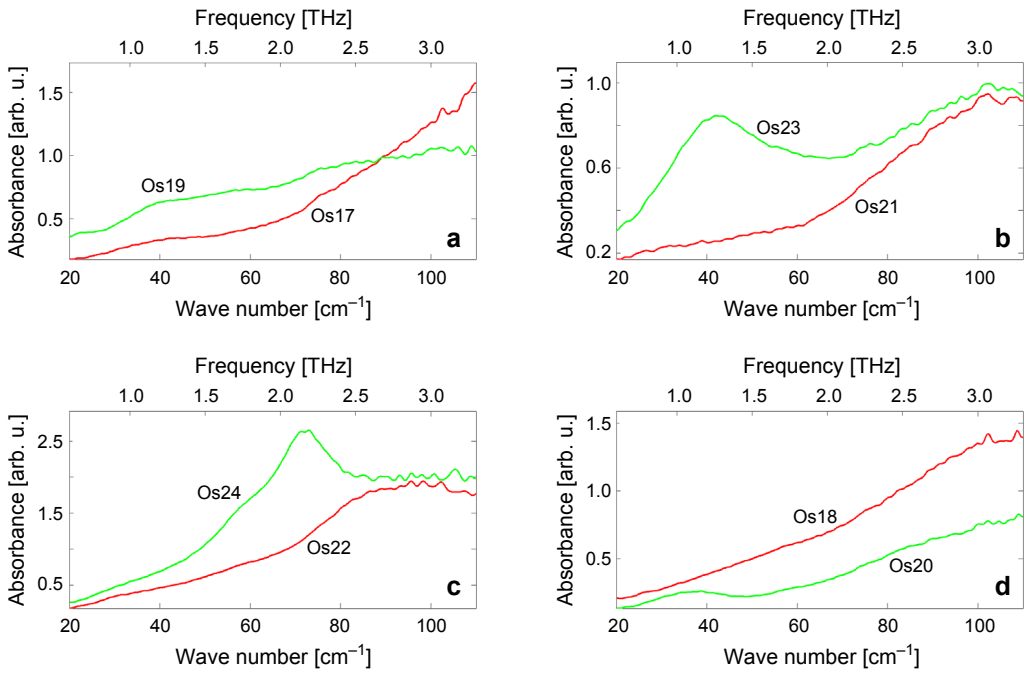 Frequency [THz]
1.0 1.5 2.0 2.5 3.0
Absorbance [arb. u.]
1.5
1.0
0.5
Os19
Os17
a
20 40 60 80 100
Wave number [cm⁻¹]
Frequency [THz]
1.0 1.5 2.0 2.5 3.0
Absorbance [arb. u.]
1.0
0.6
0.2
Os23
Os21
b
20 40 60 80 100
Wave number [cm⁻¹]
Frequency [THz]
1.0 1.5 2.0 2.5 3.0
Absorbance [arb. u.]
2.5
1.5
0.5
Os24
Os22
c
20 40 60 80 100
Wave number [cm⁻¹]
Frequency [THz]
1.0 1.5 2.0 2.5 3.0
Absorbance [arb. u.]
1.5
1.0
0.5
Os18
Os20
d
20 40 60 80 100
Wave number [cm⁻¹]